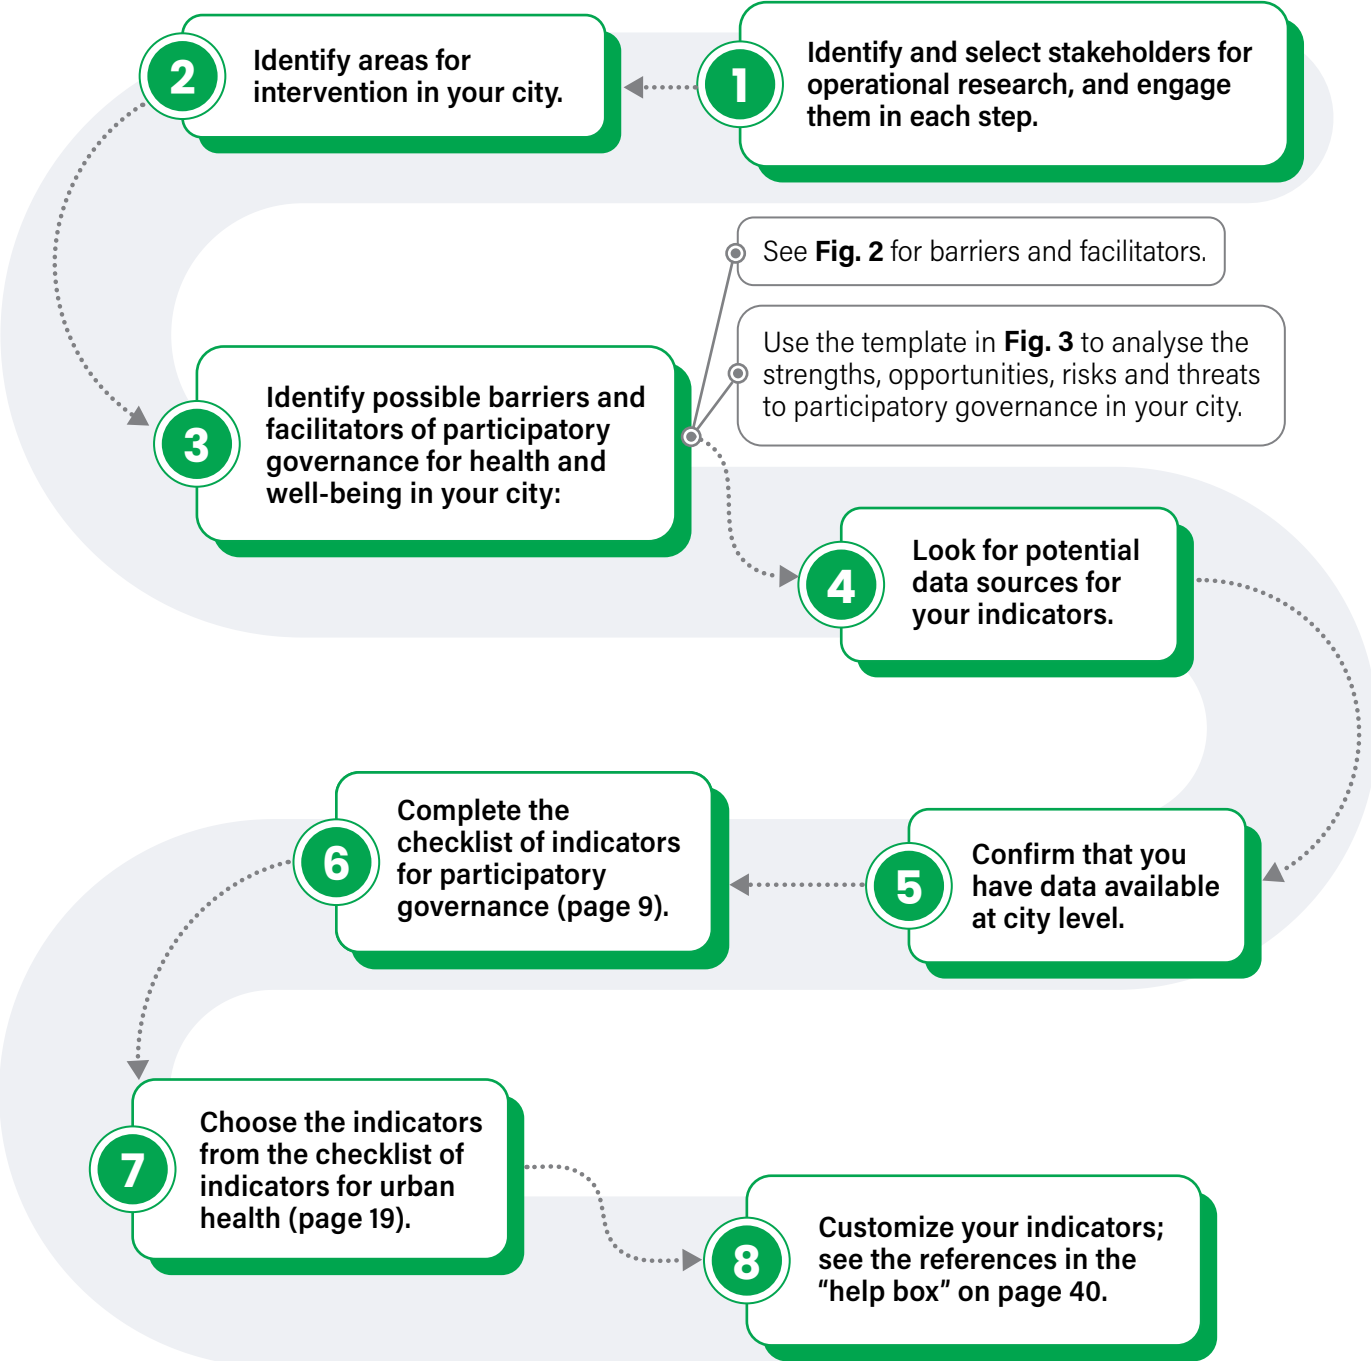 1
Identify and select stakeholders for
operational research, and engage
them in each step.
2
Identify areas for
intervention in your city.
3
Identify possible barriers and
facilitators of participatory
governance for health and
well-being in your city:
See Fig. 2 for barriers and facilitators.
Use the template in Fig. 3 to analyse the
strengths, opportunities, risks and threats
to participatory governance in your city.
4
Look for potential
data sources for
your indicators.
5
Confirm that you
have data available
at city level.
6
Complete the
checklist of indicators
for participatory
governance (page 9).
7
Choose the indicators
from the checklist of
indicators for urban
health (page 19).
8
Customize your indicators;
see the references in the
“help box” on page 40.